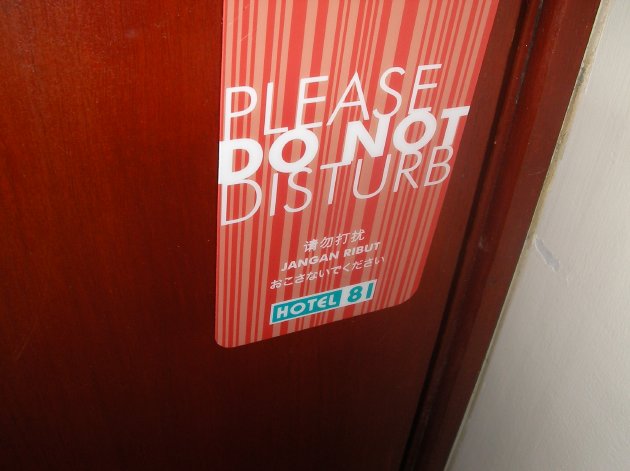 PLEASE
DO NOT
DISTURB
请勿打扰
JANGAN RIBUT
おこさないでください
HOTEL 81